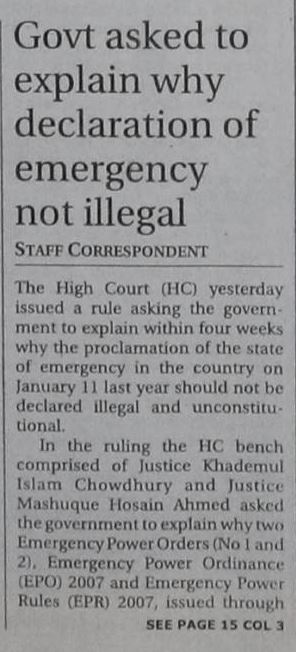 Govt asked to
explain why
declaration of
emergency
not illegal
STAFF CORRESPONDENT
The High Court (HC) yesterday
issued a rule asking the govern-
ment to explain within four weeks
why the proclamation of the state
of emergency in the country on
January 11 last year should not be
declared illegal and unconstitu-
tional.
In the ruling the HC bench
comprised of Justice Khademul
Islam Chowdhury and Justice
Mashuque Hosain Ahmed asked
the government to explain why two
Emergency Power Orders (No 1 and
2), Emergency Power Ordinance
(EPO) 2007 and Emergency Power
Rules (EPR) 2007, issued through
SEE PAGE 15 COL 3